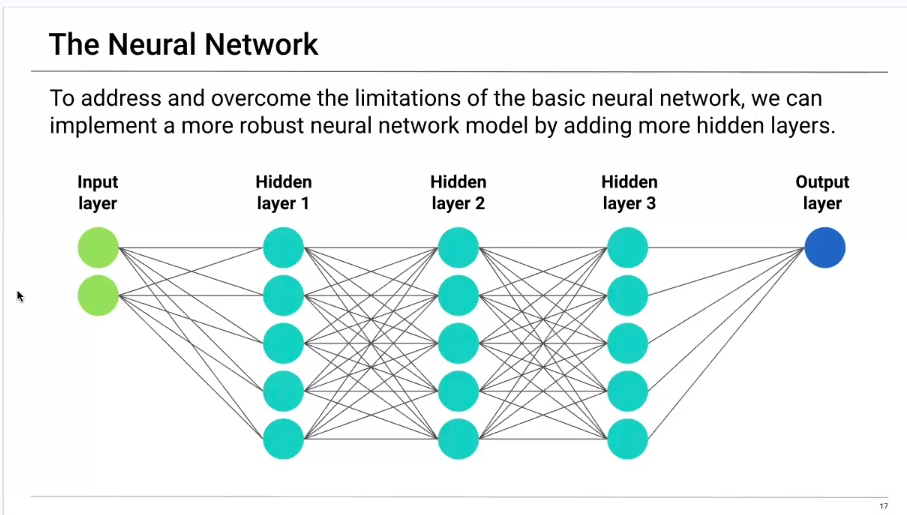 The Neural Network
To address and overcome the limitations of the basic neural network, we can
implement a more robust neural network model by adding more hidden layers.
Input
layer
Hidden
layer 1
Hidden
layer 2
Hidden
layer 3
Output
layer
17